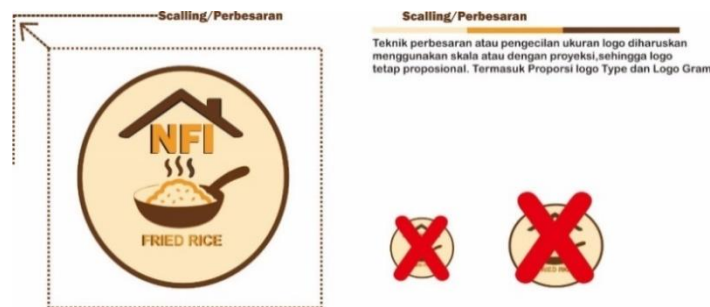 Scalling/Perbesaran
NFI
FRIED RICE
Scalling/Perbesaran
Teknik perbesaran atau pengecilan ukuran logo diharuskan
menggunakan skala atau dengan proyeksi,sehingga logo
tetap proposional. Termasuk Proporsi logo Type dan Logo Gram